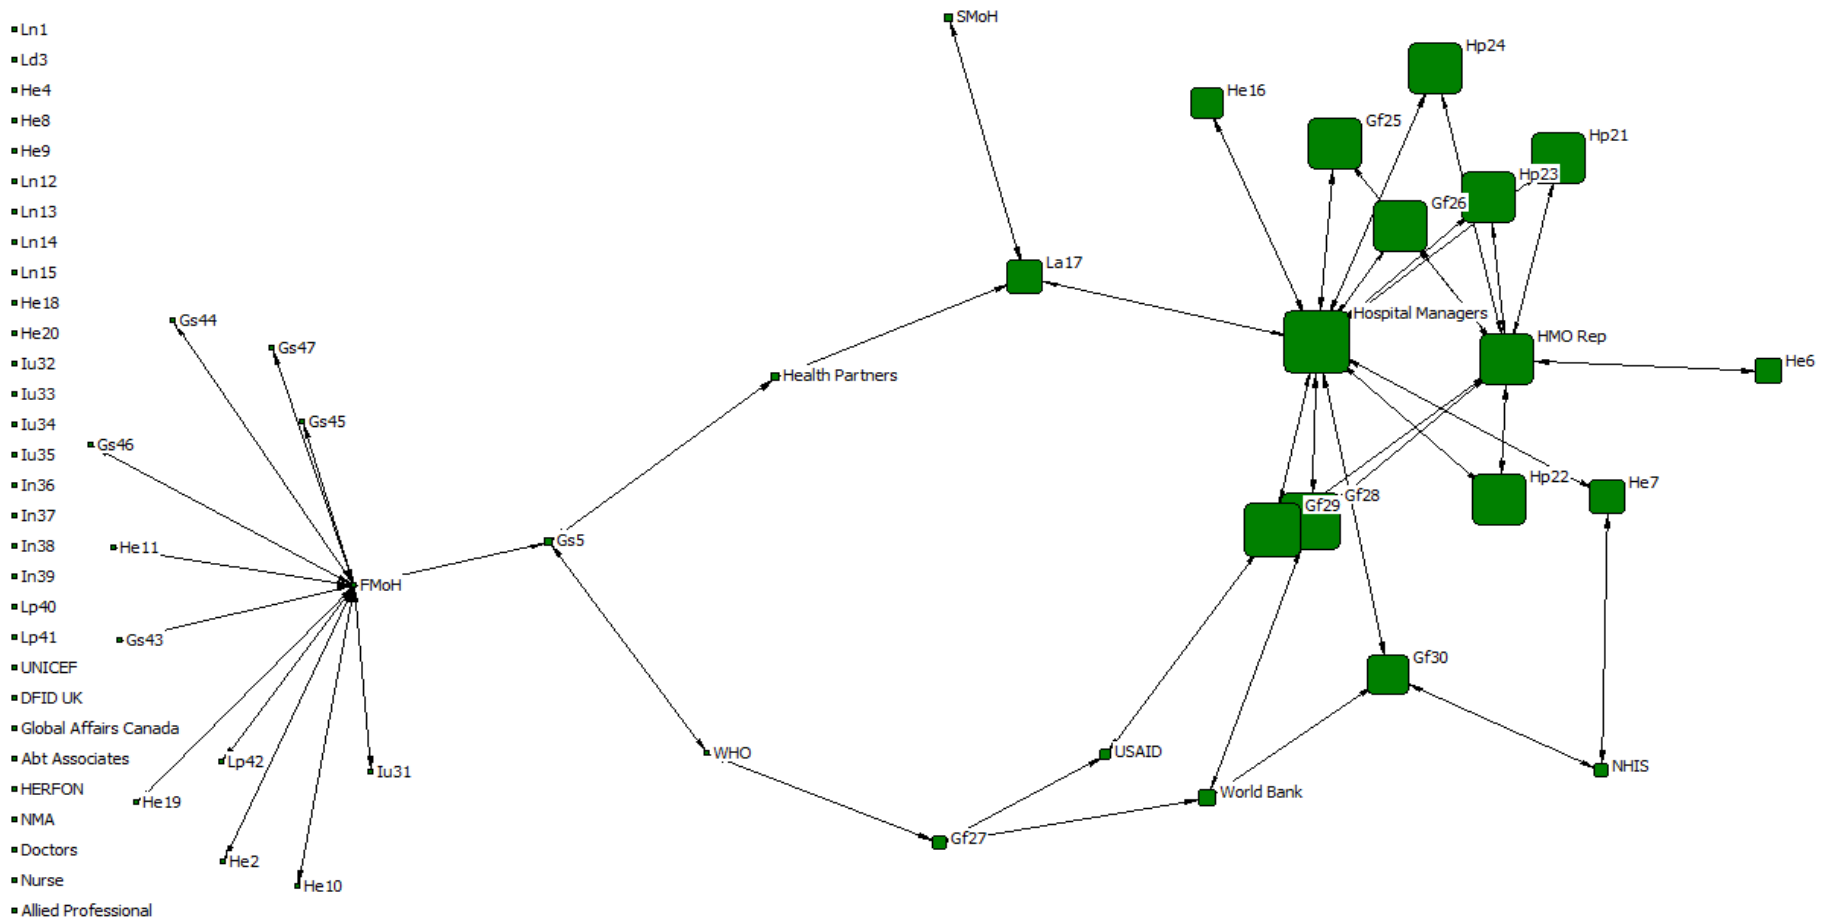 Ln1
Ld3
He4
He8
He9
Ln12
Ln13
Ln14
Ln15
He18
He20
Iu32
Iu33
Iu34
Iu35
In36
In37
In38
In39
Lp40
Lp41
UNICEF
DFID UK
Global Affairs Canada
Abt Associates
HERFON
NMA
Doctors
Nurse
Allied Professional
Gs44
Gs47
Gs45
Gs46
He11
FMoH
Gs43
Lp42
Iu31
He19
He2
He10
Gs5
Health Partners
WHO
Gf27
SMoH
La17
USAID
World Bank
He16
Hp24
Gf25
Hp21
Hp23
Gf26
Hospital Managers
HMO Rep
He6
Hp22
He7
Gf28
Gf29
Gf30
NHIS